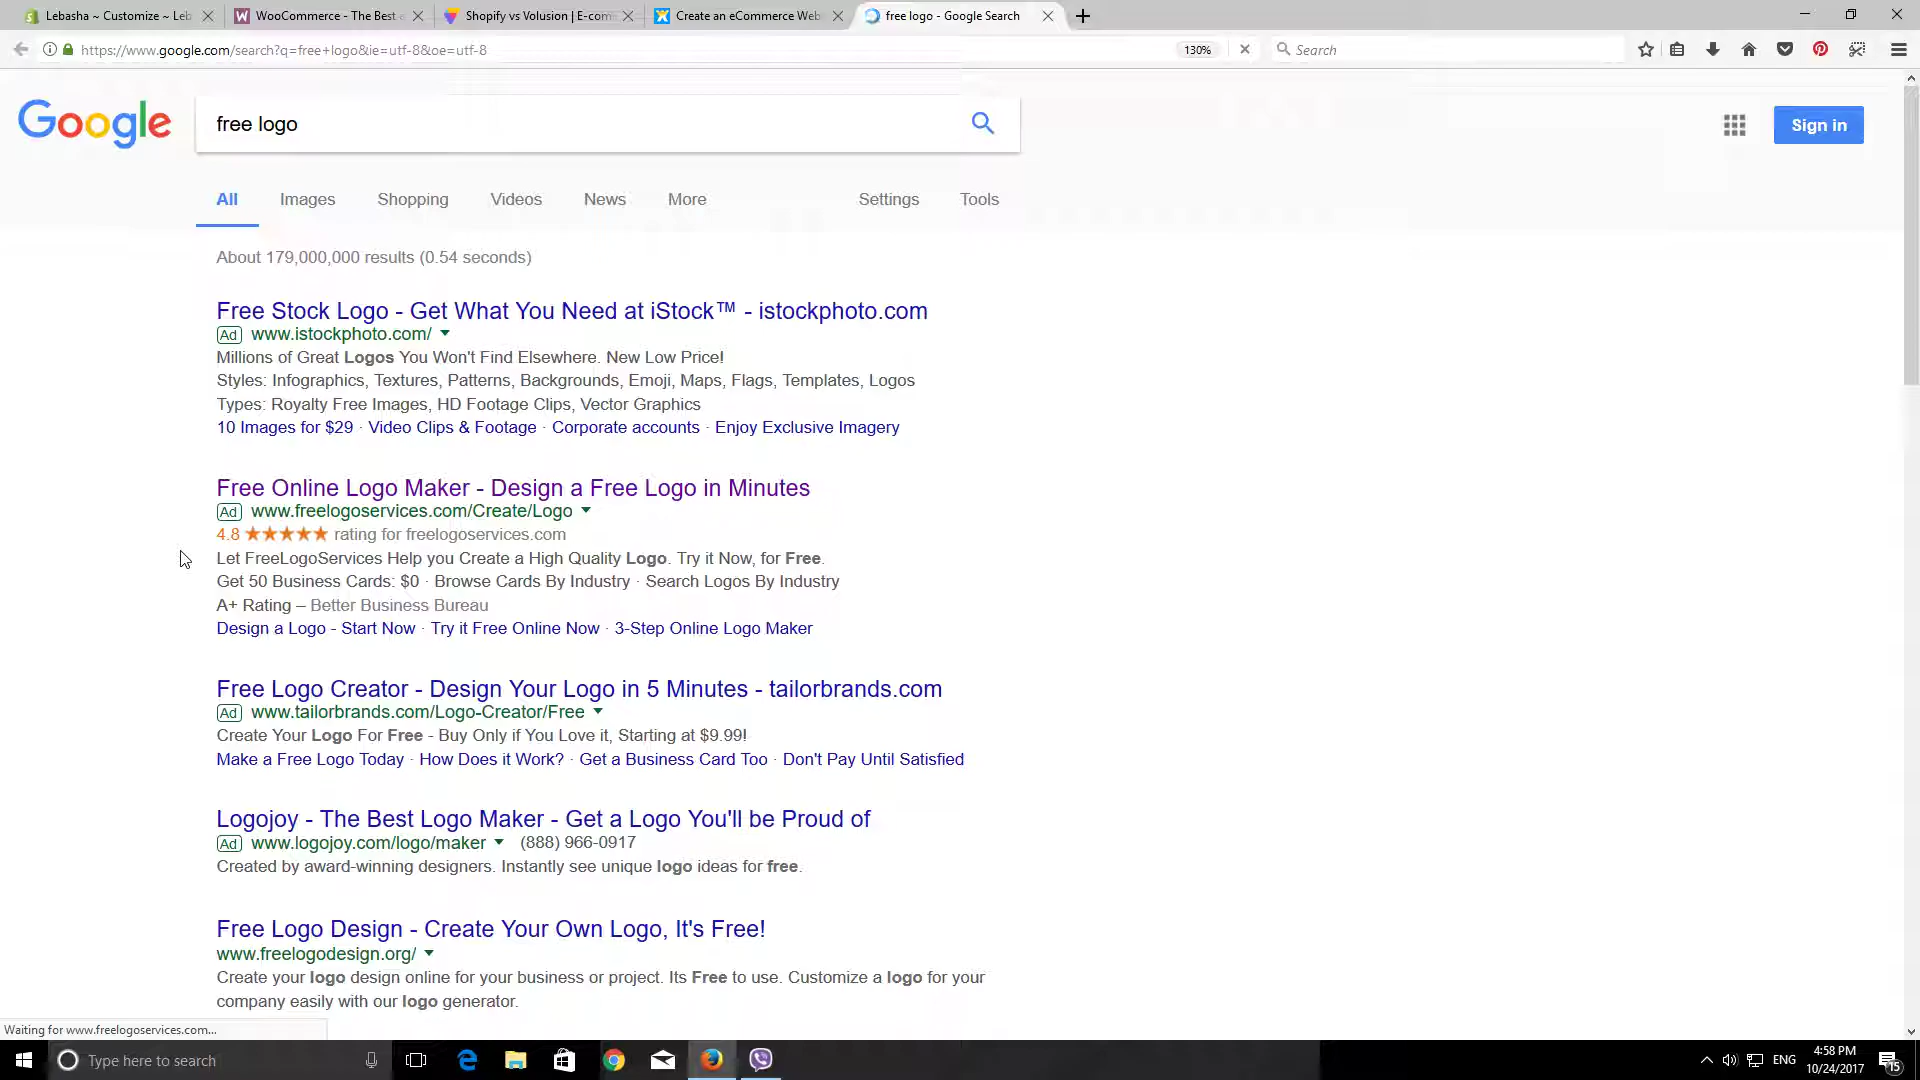 Lebasha ~ Customize ~ Leb
WooCommerce - The Best e
Shopify vs Volusion | E-com
Create an eCommerce Web
free logo - Google Search
https://www.google.com/search?q=free+logo&ie=utf-8&oe=utf-8
130%
Search
Google
free logo
Sign in
All
Images
Shopping
Videos
News
More
Settings
Tools
About 179,000,000 results (0.54 seconds)
Free Stock Logo - Get What You Need at iStock™ - istockphoto.com
Ad www.istockphoto.com/
Millions of Great Logos You Won't Find Elsewhere. New Low Price!
Styles: Infographics, Textures, Patterns, Backgrounds, Emoji, Maps, Flags, Templates, Logos
Types: Royalty Free Images, HD Footage Clips, Vector Graphics
10 Images for $29 · Video Clips & Footage · Corporate accounts · Enjoy Exclusive Imagery
Free Online Logo Maker - Design a Free Logo in Minutes
Ad www.freelogoservices.com/Create/Logo
4.8 ★★★★★ rating for freelogoservices.com
Let FreeLogoServices Help you Create a High Quality Logo. Try it Now, for Free.
Get 50 Business Cards: $0 · Browse Cards By Industry · Search Logos By Industry
A+ Rating – Better Business Bureau
Design a Logo - Start Now · Try it Free Online Now · 3-Step Online Logo Maker
Free Logo Creator - Design Your Logo in 5 Minutes - tailorbrands.com
Ad www.tailorbrands.com/Logo-Creator/Free
Create Your Logo For Free - Buy Only if You Love it, Starting at $9.99!
Make a Free Logo Today · How Does it Work? · Get a Business Card Too · Don't Pay Until Satisfied
Logojoy - The Best Logo Maker - Get a Logo You'll be Proud of
Ad www.logojoy.com/logo/maker (888) 966-0917
Created by award-winning designers. Instantly see unique logo ideas for free.
Free Logo Design - Create Your Own Logo, It's Free!
www.freelogodesign.org/
Create your logo design online for your business or project. Its Free to use. Customize a logo for your
company easily with our logo generator.
Waiting for www.freelogoservices.com...
Type here to search
ENG
4:58 PM
10/24/2017
15